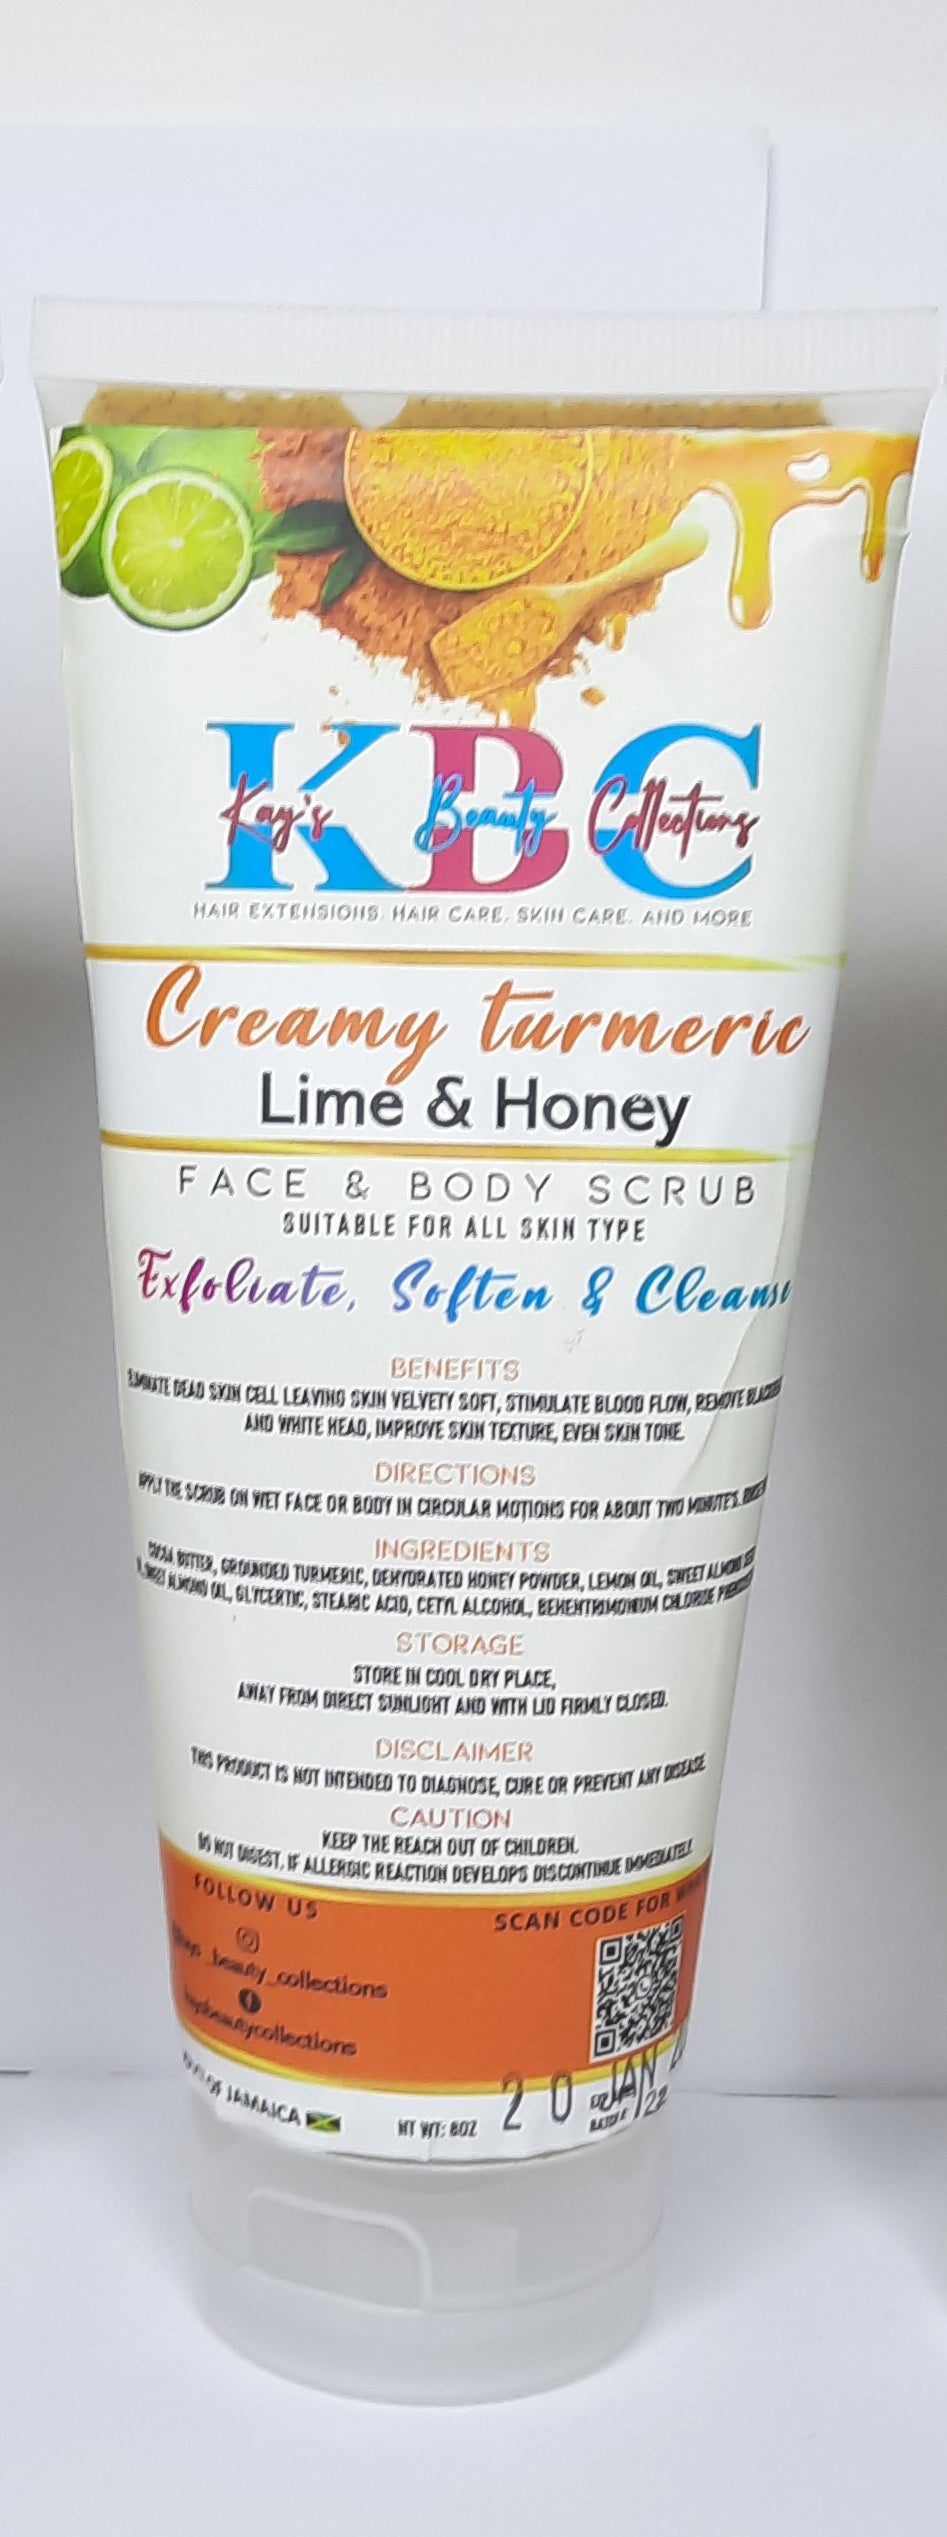 KBC
Kay's Beauty Collections
HAIR EXTENSIONS, HAIR CARE, SKIN CARE, AND MORE
Creamy turmeric
Lime & Honey
FACE & BODY SCRUB
SUITABLE FOR ALL SKIN TYPE
Exfoliate, Soften & Cleanse
BENEFITS
DEAD SKIN CELL LEAVING SKIN VELVETY SOFT, STIMULATE BLOOD FLOW, REMOVE
AND WHITE HEAD, IMPROVE SKIN TEXTURE, EVEN SKIN TONE.
DIRECTIONS
APPLY THE SCRUB ON WET FACE OR BODY IN CIRCULAR MOTIONS FOR ABOUT TWO MINUTES.
INGREDIENTS
BUTTER, GROUNDED TURMERIC, DEHYDRATED HONEY POWDER, LEMON OIL, SWEET ALMOND
SWEET ALMOND OIL, GLYCERTIC, STEARIC ACID, CETYL ALCOHOL, BEHENTRIMONIUM CHLORIDE
STORAGE
STORE IN COOL DRY PLACE,
AWAY FROM DIRECT SUNLIGHT AND WITH LID FIRMLY CLOSED.
DISCLAIMER
THIS PRODUCT IS NOT INTENDED TO DIAGNOSE, CURE OR PREVENT ANY DISEASE
CAUTION
KEEP THE REACH OUT OF CHILDREN.
DO NOT DIGEST, IF ALLERGIC REACTION DEVELOPS DISCONTINUE IMMEDIATELY
FOLLOW US
SCAN CODE FOR
beauty_collections
kaysbeautycollections
OF JAMAICA
NT WT: 8OZ
20 JAN